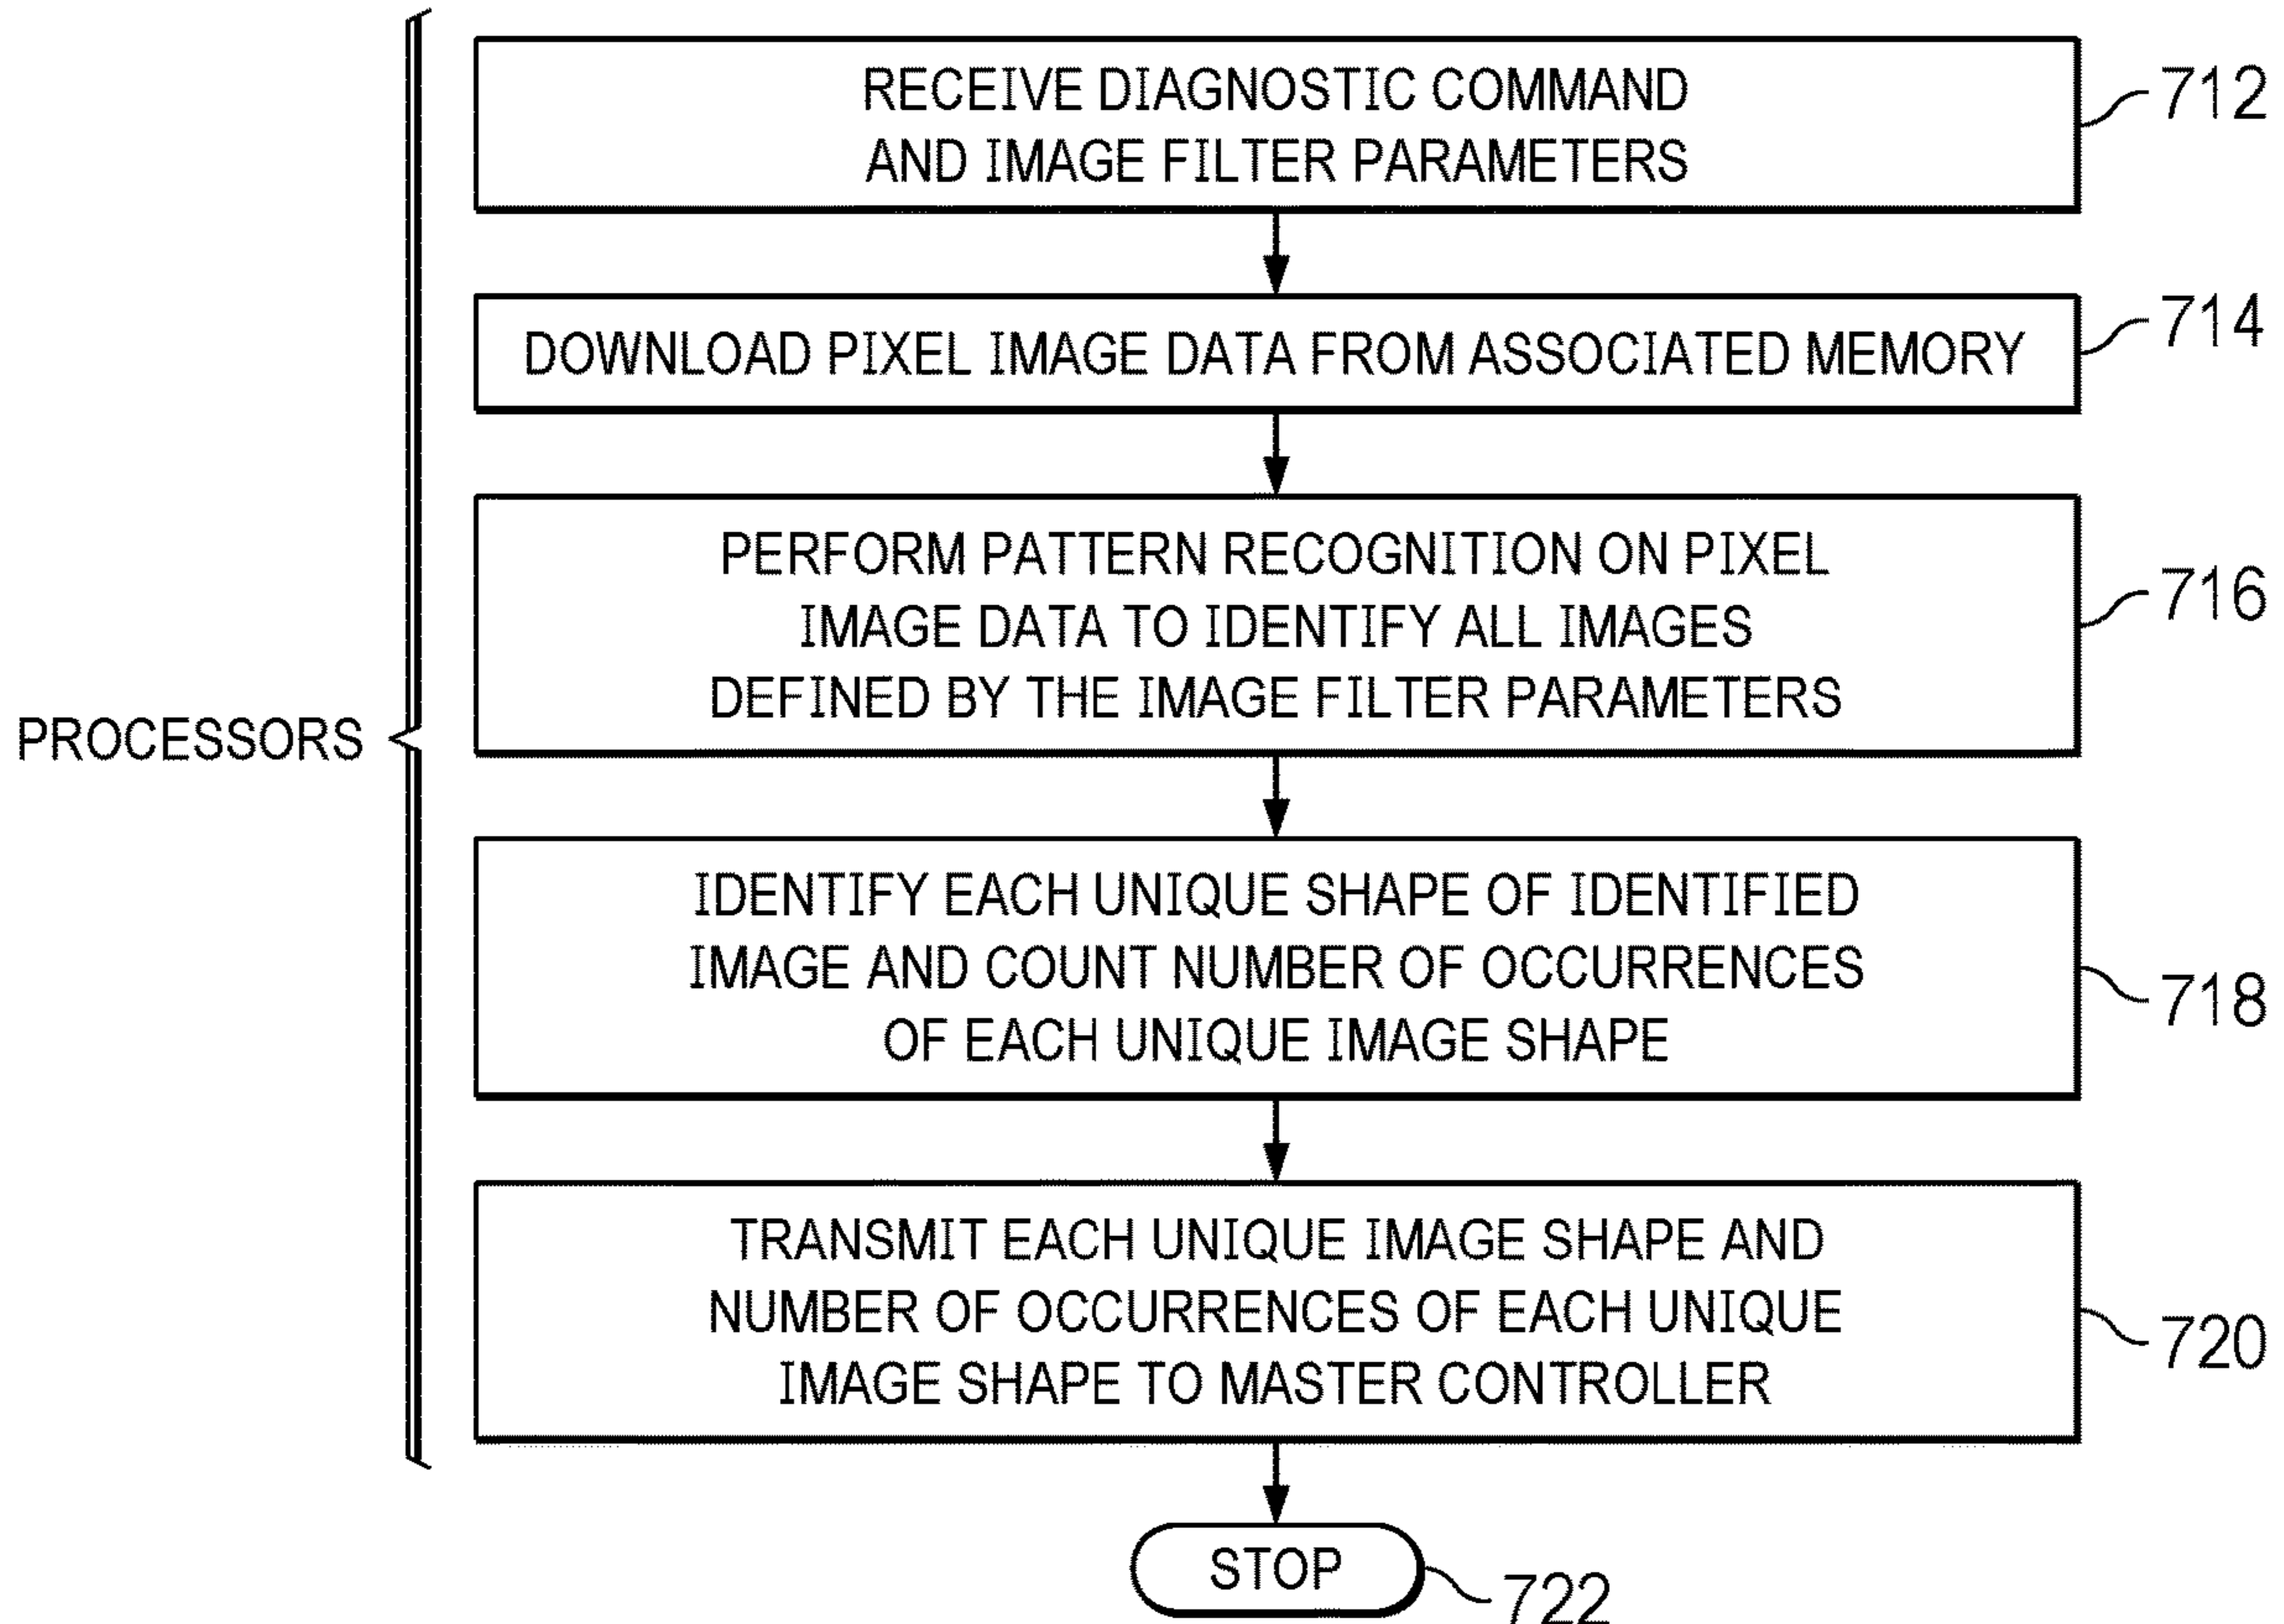 RECEIVE DIAGNOSTIC COMMAND
AND IMAGE FILTER PARAMETERS
712
DOWNLOAD PIXEL IMAGE DATA FROM ASSOCIATED MEMORY
714
PERFORM PATTERN RECOGNITION ON PIXEL
IMAGE DATA TO IDENTIFY ALL IMAGES
DEFINED BY THE IMAGE FILTER PARAMETERS
716
PROCESSORS
IDENTIFY EACH UNIQUE SHAPE OF IDENTIFIED
IMAGE AND COUNT NUMBER OF OCCURRENCES
OF EACH UNIQUE IMAGE SHAPE
718
TRANSMIT EACH UNIQUE IMAGE SHAPE AND
NUMBER OF OCCURRENCES OF EACH UNIQUE
IMAGE SHAPE TO MASTER CONTROLLER
720
STOP
722